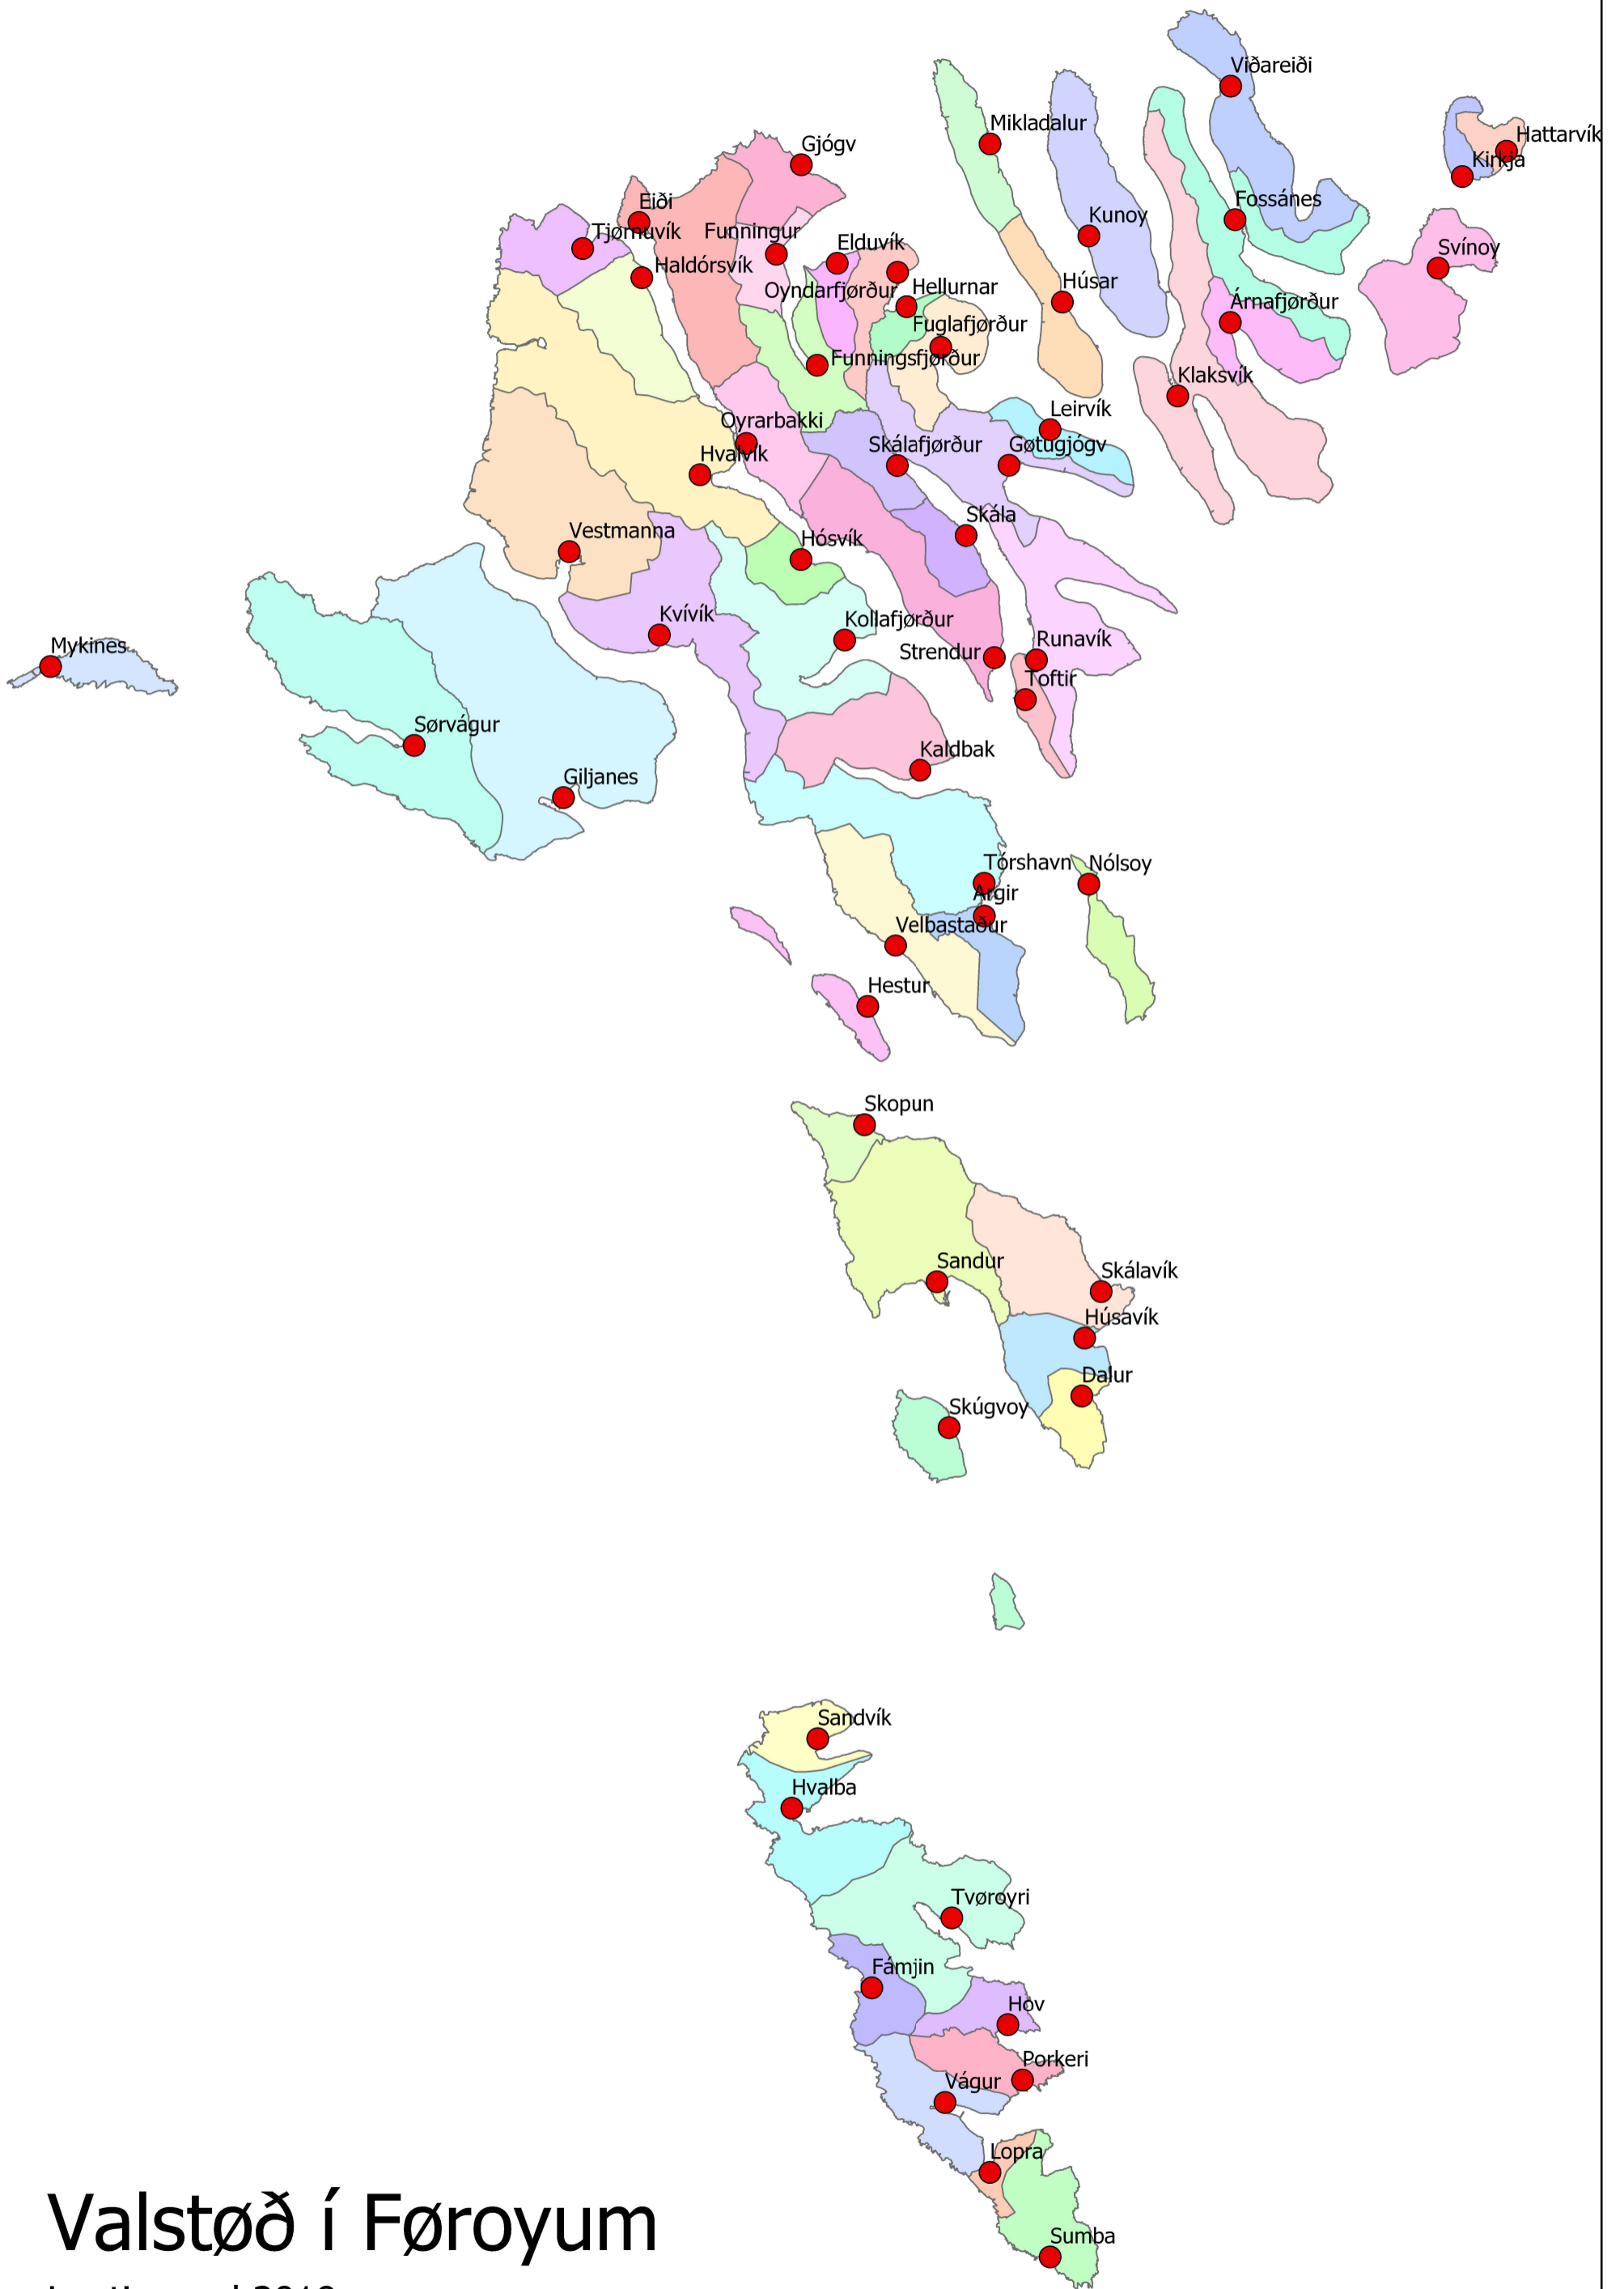 Viðareiði
Mikladalur
Hattarvík
Gjógv
Kirkja
Eiði
Fossánes
Kunoy
Tjørnuvík
Funningur
Elduvík
Svínoy
Haldórsvík
Oyndarfjørður
Hellurnar
Húsar
Árnafjørður
Fuglafjørður
Funningsfjørður
Klaksvík
Leirvík
Oyrarbakki
Skálafjørður
Gøtugjógv
Hvalvík
Skála
Vestmanna
Hósvík
Kvívík
Kollafjørður
Mykines
Strendur
Runavík
Toftir
Sørvágur
Kaldbak
Giljanes
Tórshavn
Nólsoy
Argir
Velbastaður
Hestur
Skopun
Sandur
Skálavík
Húsavík
Dalur
Skúgvoy
Sandvík
Hvalba
Tvøroyri
Fámjin
Hov
Porkeri
Vágur
Lopra
Sumba
Valstøð í Føroyum